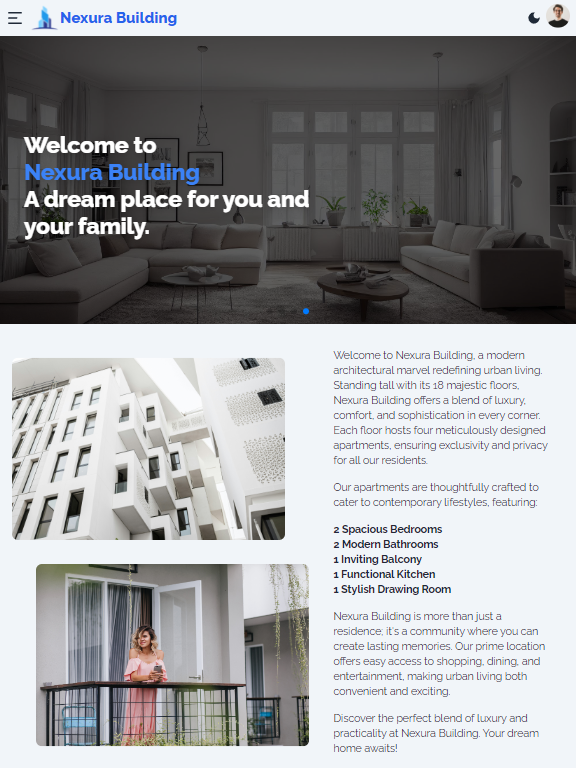 Nexura Building
Welcome to
Nexura Building
A dream place for you and
your family.
Welcome to Nexura Building, a modern
architectural marvel redefining urban living.
Standing tall with its 18 majestic floors,
Nexura Building offers a blend of luxury,
comfort, and sophistication in every corner.
Each floor hosts four meticulously designed
apartments, ensuring exclusivity and privacy
for all our residents.
Our apartments are thoughtfully crafted to
cater to contemporary lifestyles, featuring:
2 Spacious Bedrooms
2 Modern Bathrooms
1 Inviting Balcony
1 Functional Kitchen
1 Stylish Drawing Room
Nexura Building is more than just a
residence; it's a community where you can
create lasting memories. Our prime location
offers easy access to shopping, dining, and
entertainment, making urban living both
convenient and exciting.
Discover the perfect blend of luxury and
practicality at Nexura Building. Your dream
home awaits!